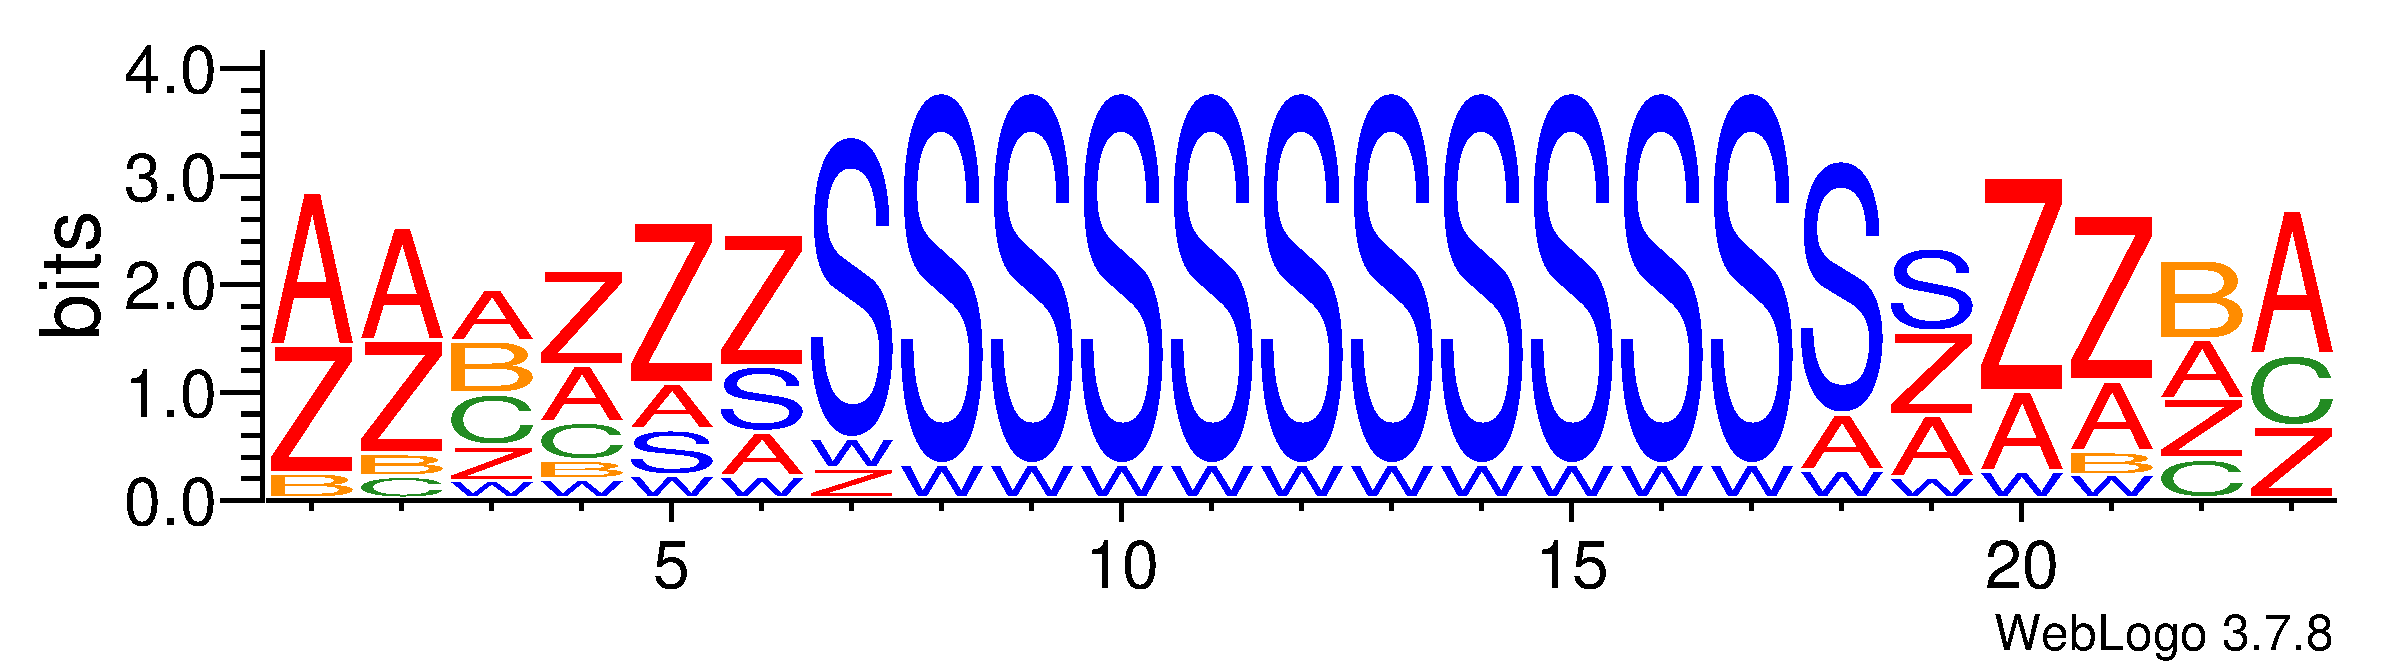 4.0
3.0
2.0
1.0
0.0
bits
A Z B
A Z B C
A B C Z W
Z A C B W
Z A S W
Z S A W
S W Z
S W
S W
S W
S W
S W
S W
S W
S W
S W
S W
S A W
S Z A W
Z A W
Z A B W
B A Z C
A C Z
5 10 15 20
WebLogo 3.7.8